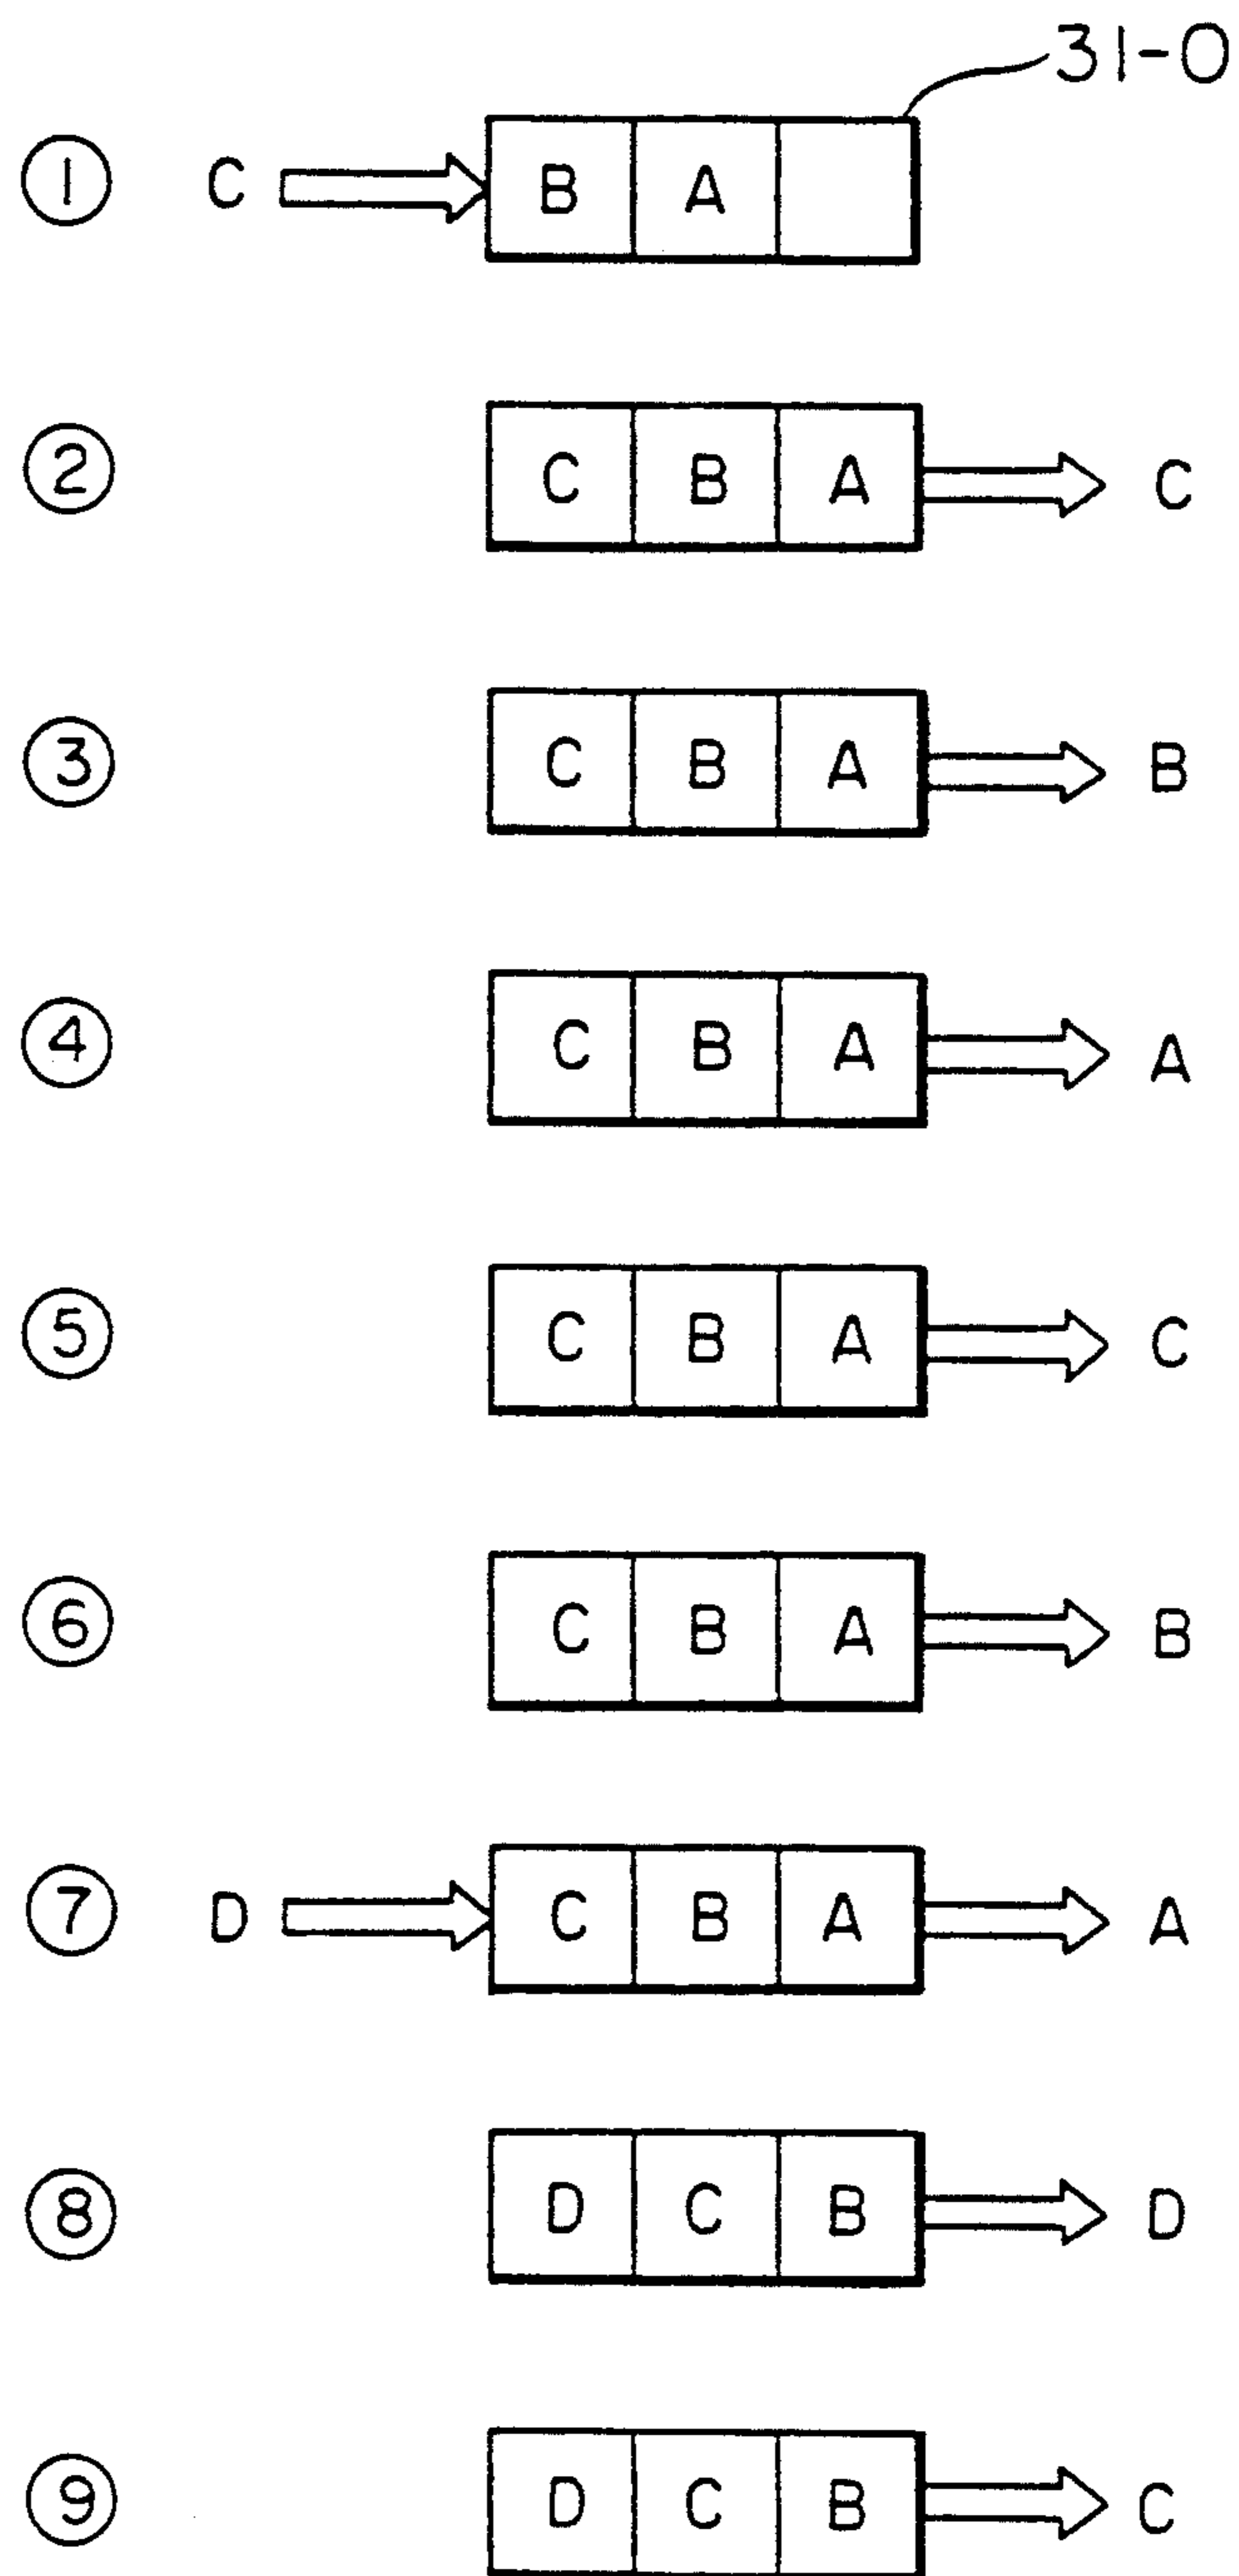 31-0
① C B A
② C B A C
③ C B A B
④ C B A A
⑤ C B A C
⑥ C B A B
⑦ D C B A A
⑧ D C B D
⑨ D C B C